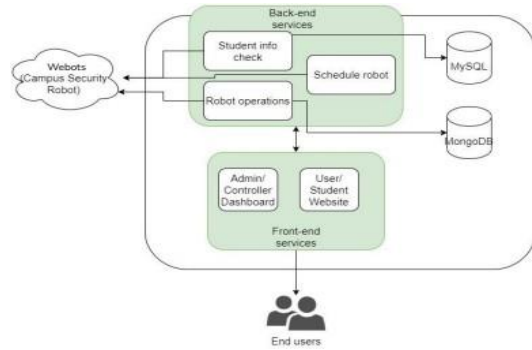 Back-end
services
Student info
check
Schedule robot
Robot operations
Webots
(Campus Security
Robot)
MySQL
MongoDB
Admin/
Controller
Dashboard
User/
Student
Website
Front-end
services
End users